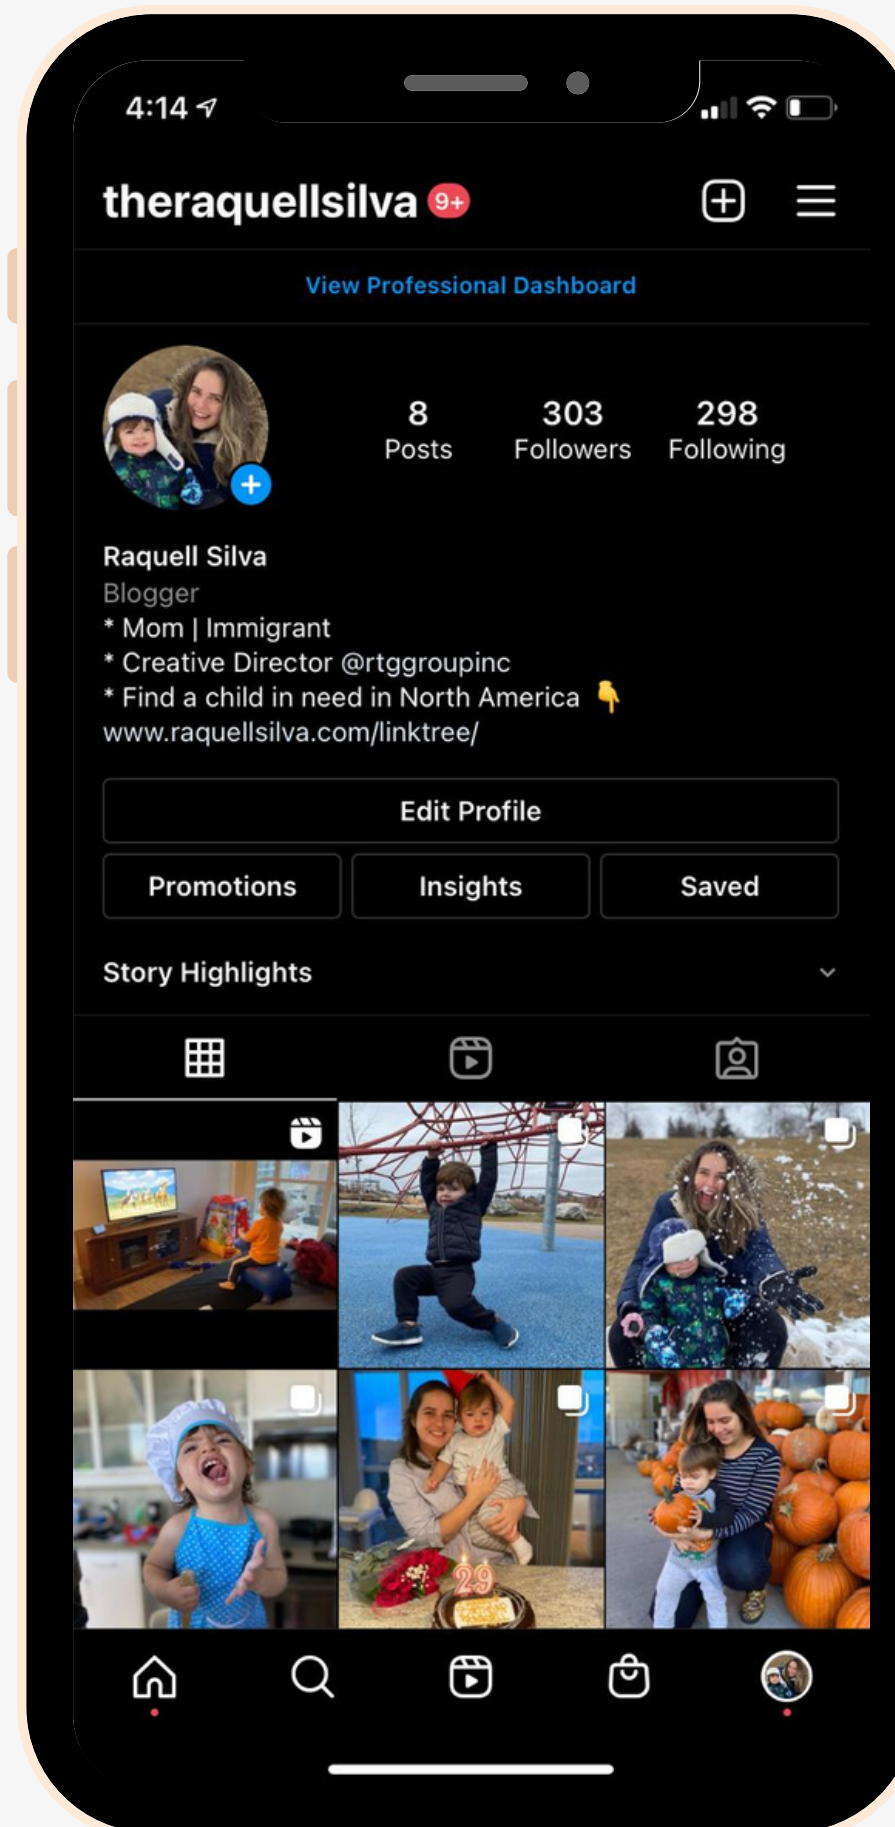 4:14
theraquellsilva 9+
View Professional Dashboard
8 303 298
Posts Followers Following
Raquell Silva
Blogger
* Mom | Immigrant
* Creative Director @rtggroupinc
* Find a child in need in North America 👇
www.raquellsilva.com/linktree/
Edit Profile
Promotions Insights Saved
Story Highlights
29